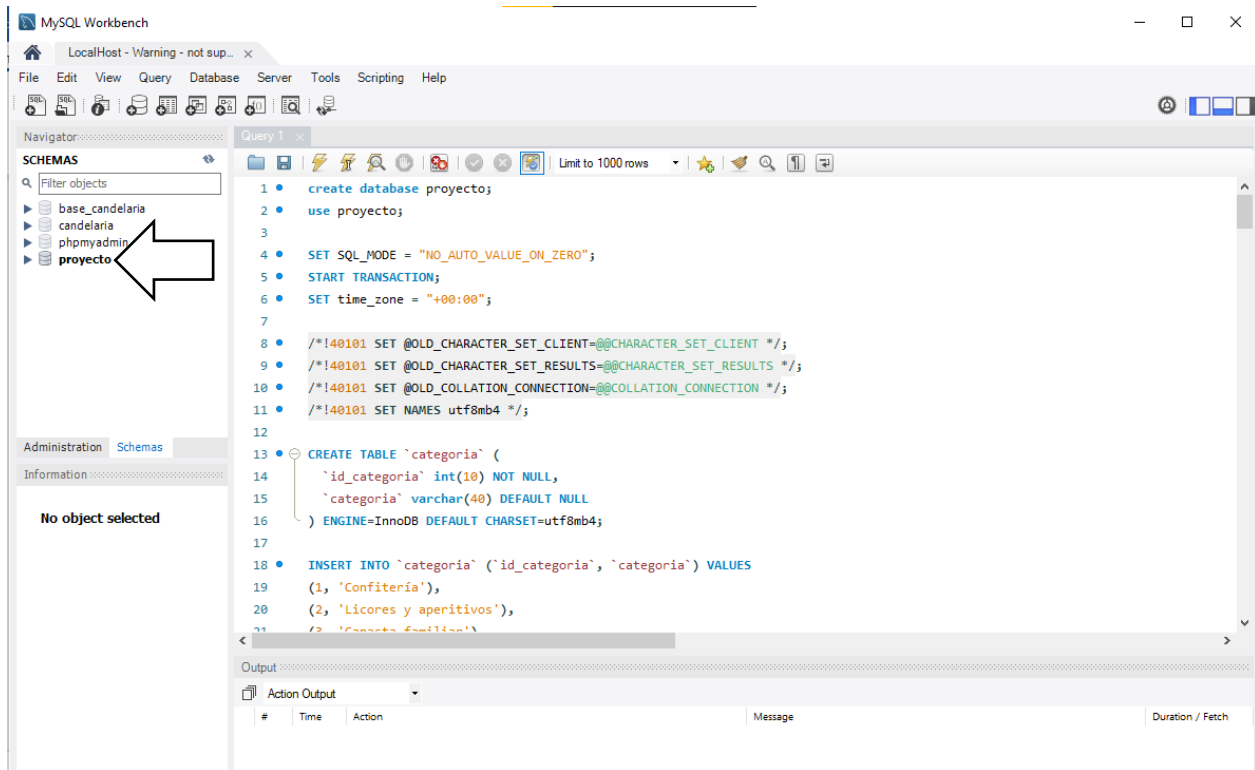 MySQL Workbench
LocalHost - Warning - not sup...
File Edit View Query Database Server Tools Scripting Help
Navigator
SCHEMAS
Filter objects
base_candelaria
candelaria
phpmyadmin
proyecto
Administration Schemas
Information
No object selected
Query 1
Limit to 1000 rows
1 create database proyecto;
2 use proyecto;
3
4 SET SQL_MODE = "NO_AUTO_VALUE_ON_ZERO";
5 START TRANSACTION;
6 SET time_zone = "+00:00";
7
8 /*!40101 SET @OLD_CHARACTER_SET_CLIENT=@@CHARACTER_SET_CLIENT */;
9 /*!40101 SET @OLD_CHARACTER_SET_RESULTS=@@CHARACTER_SET_RESULTS */;
10 /*!40101 SET @OLD_COLLATION_CONNECTION=@@COLLATION_CONNECTION */;
11 /*!40101 SET NAMES utf8mb4 */;
12
13 CREATE TABLE `categoria` (
14 `id_categoria` int(10) NOT NULL,
15 `categoria` varchar(40) DEFAULT NULL
16 ) ENGINE=InnoDB DEFAULT CHARSET=utf8mb4;
17
18 INSERT INTO `categoria` (`id_categoria`, `categoria`) VALUES
19 (1, 'Confitería'),
20 (2, 'Licores y aperitivos'),
21 (3, 'Canasta familiar')
Output
Action Output
# Time Action Message Duration / Fetch